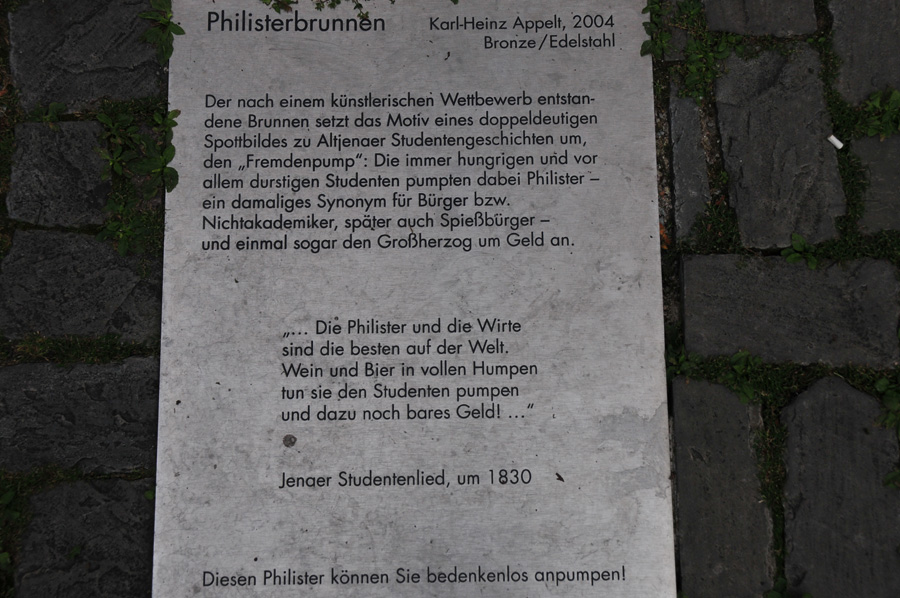 Philisterbrunnen
Karl-Heinz Appelt, 2004
Bronze/Edelstahl
Der nach einem künstlerischen Wettbewerb entstan-
dene Brunnen setzt das Motiv eines doppeldeutigen
Spottbildes zu Altjenaer Studentengeschichten um,
den „Fremdenpump“: Die immer hungrigen und vor
allem durstigen Studenten pumpten dabei Philister –
ein damaliges Synonym für Bürger bzw.
Nichtakademiker, später auch Spießbürger –
und einmal sogar den Großherzog um Geld an.
„... Die Philister und die Wirte
sind die besten auf der Welt.
Wein und Bier in vollen Humpen
tun sie den Studenten pumpen
und dazu noch bares Geld! ...“
Jenaer Studentenlied, um 1830
Diesen Philister können Sie bedenkenlos anpumpen!